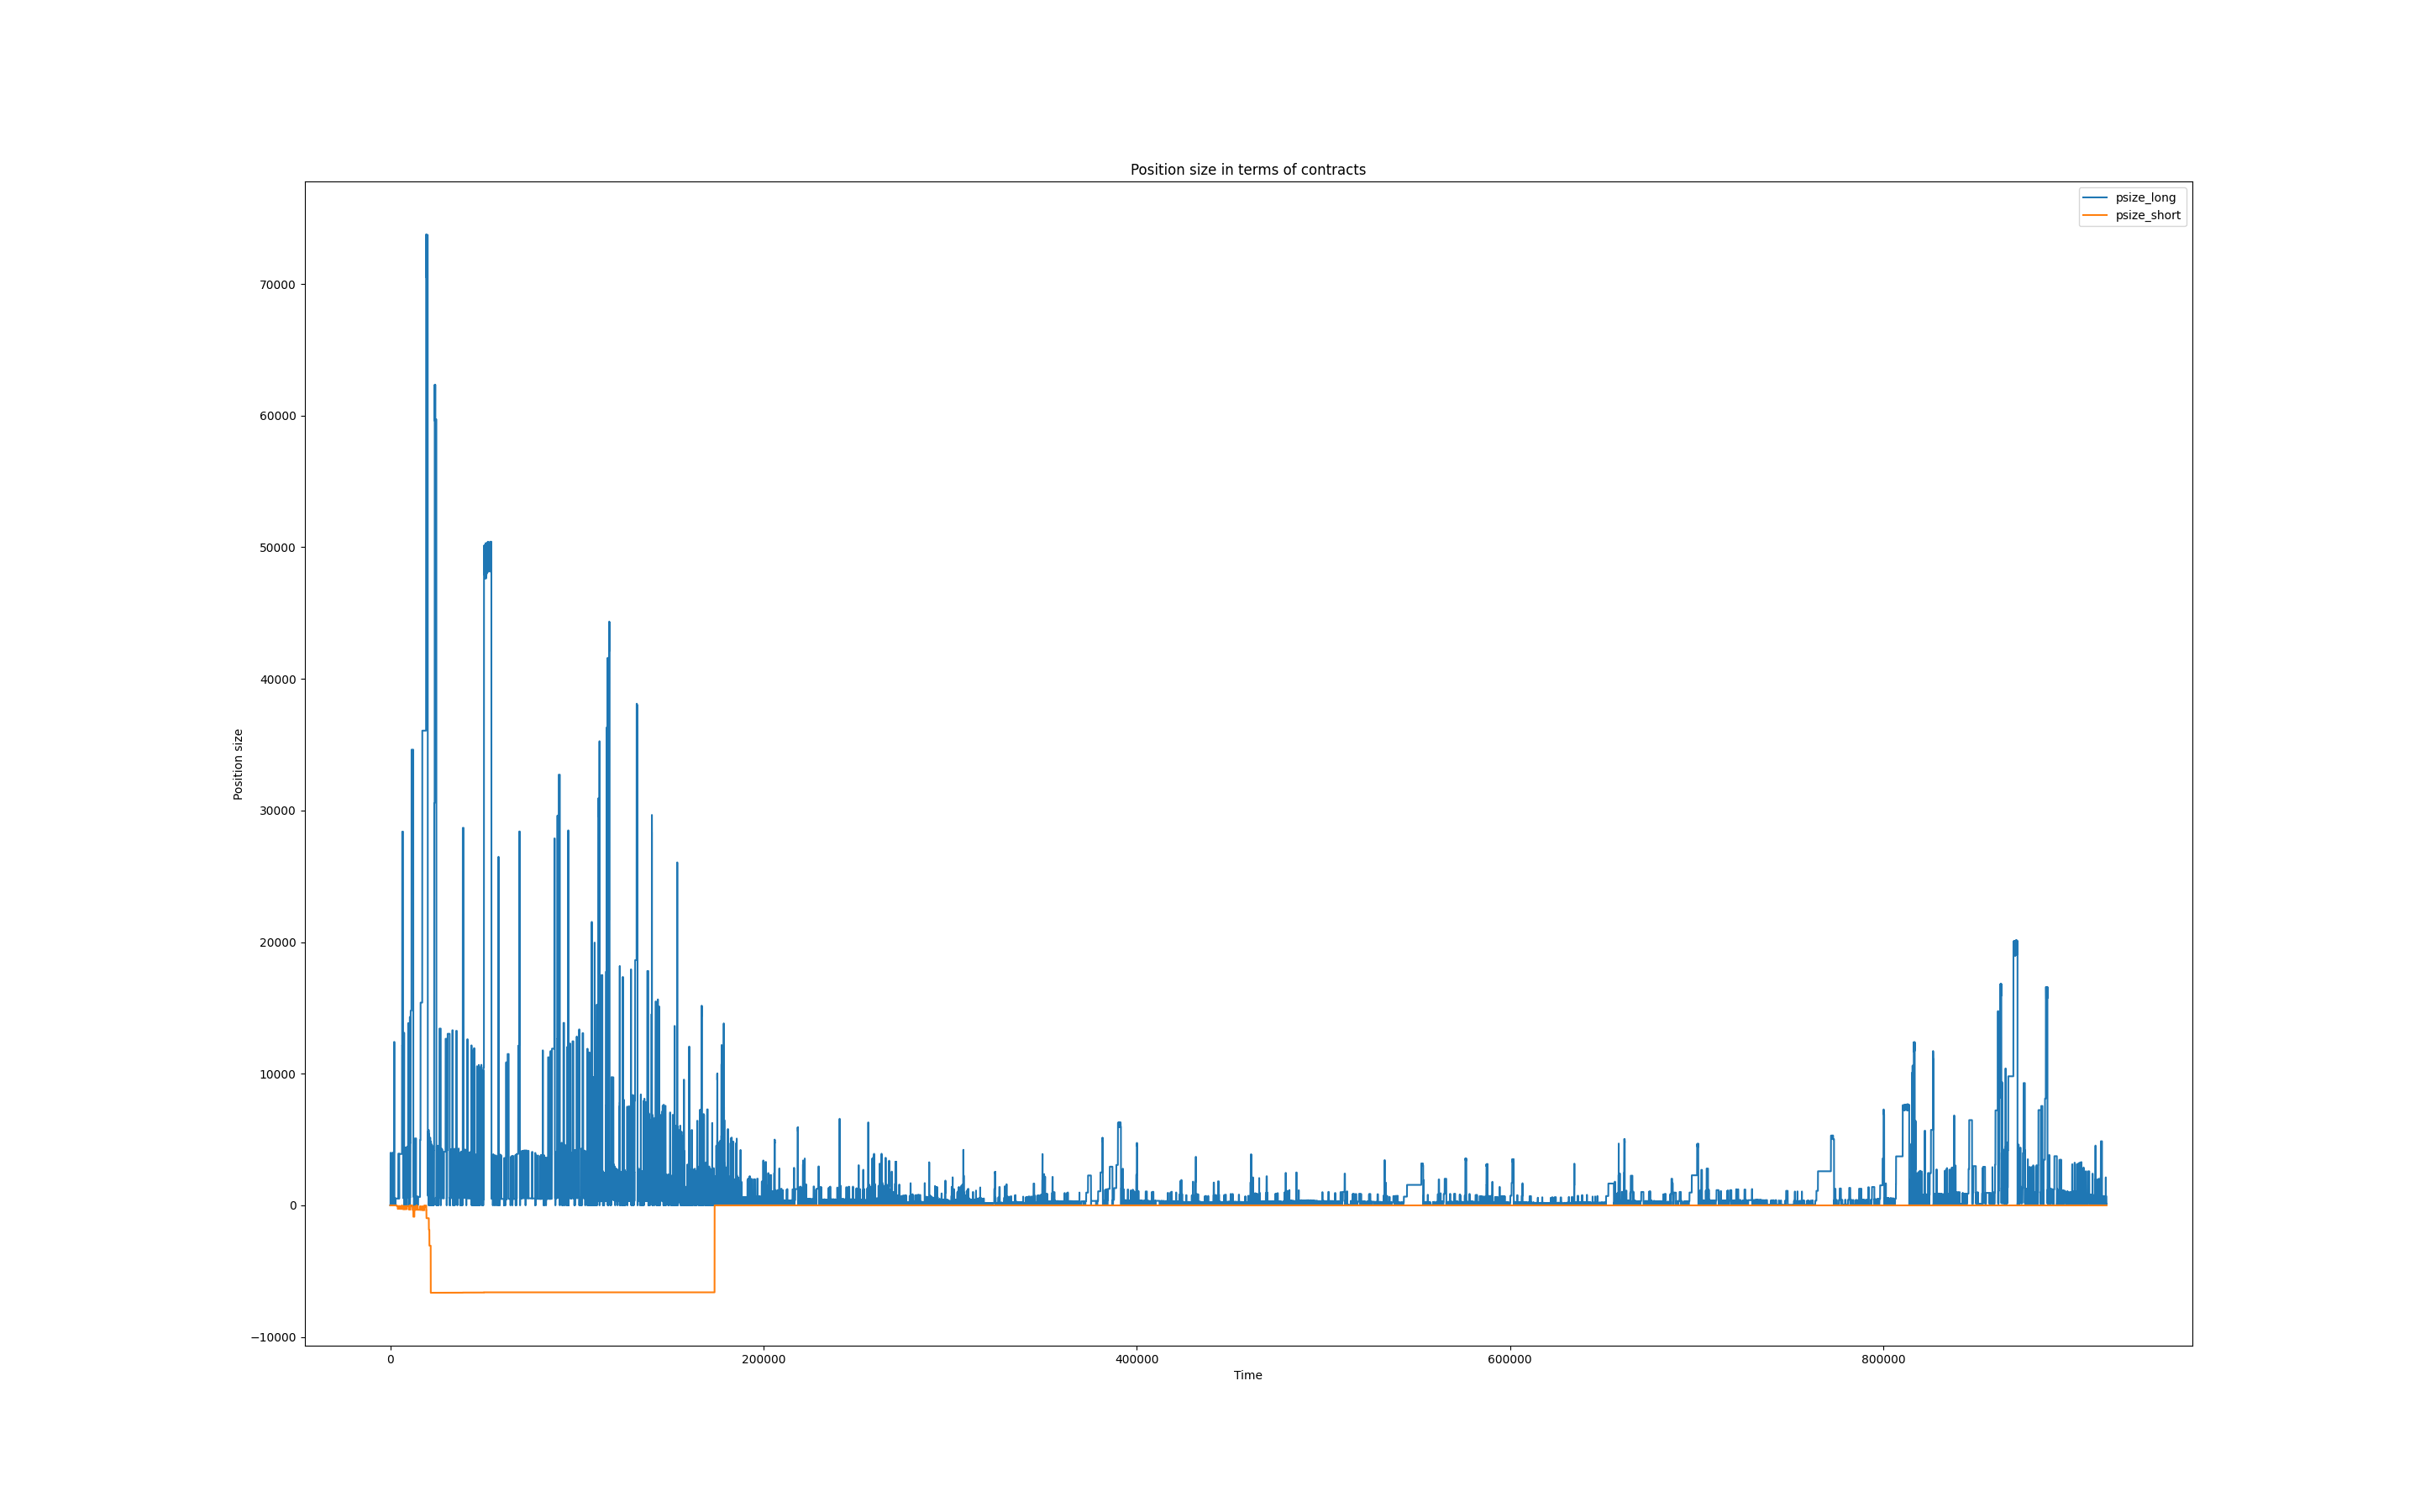 Position size in terms of contracts
psize_long
psize_short
70000
60000
50000
40000
30000
20000
10000
0
−10000
Position size
0
200000
400000
600000
800000
Time